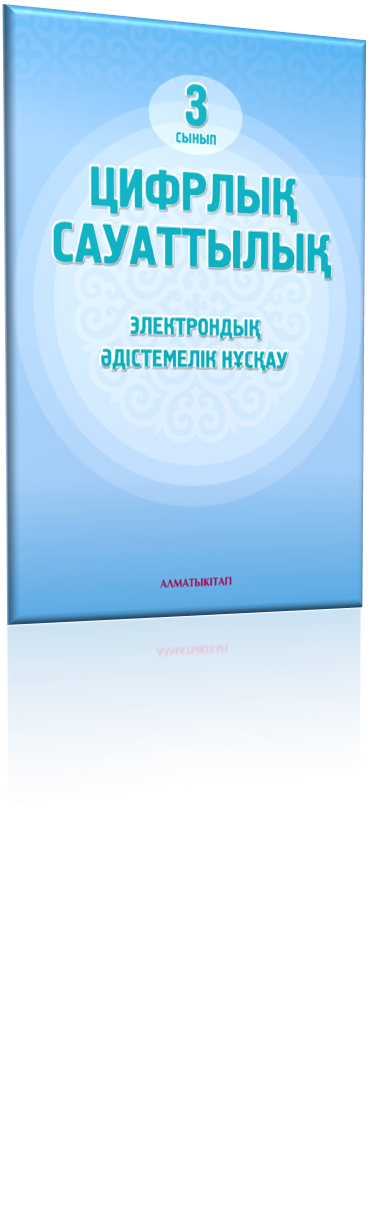 3
СЫНЫП
ЦИФРЛЫҚ
САУАТТЫЛЫҚ
ЭЛЕКТРОНДЫҚ
ӘДІСТЕМЕЛІК НҰСҚАУ
АЛМАТЫКІТАП